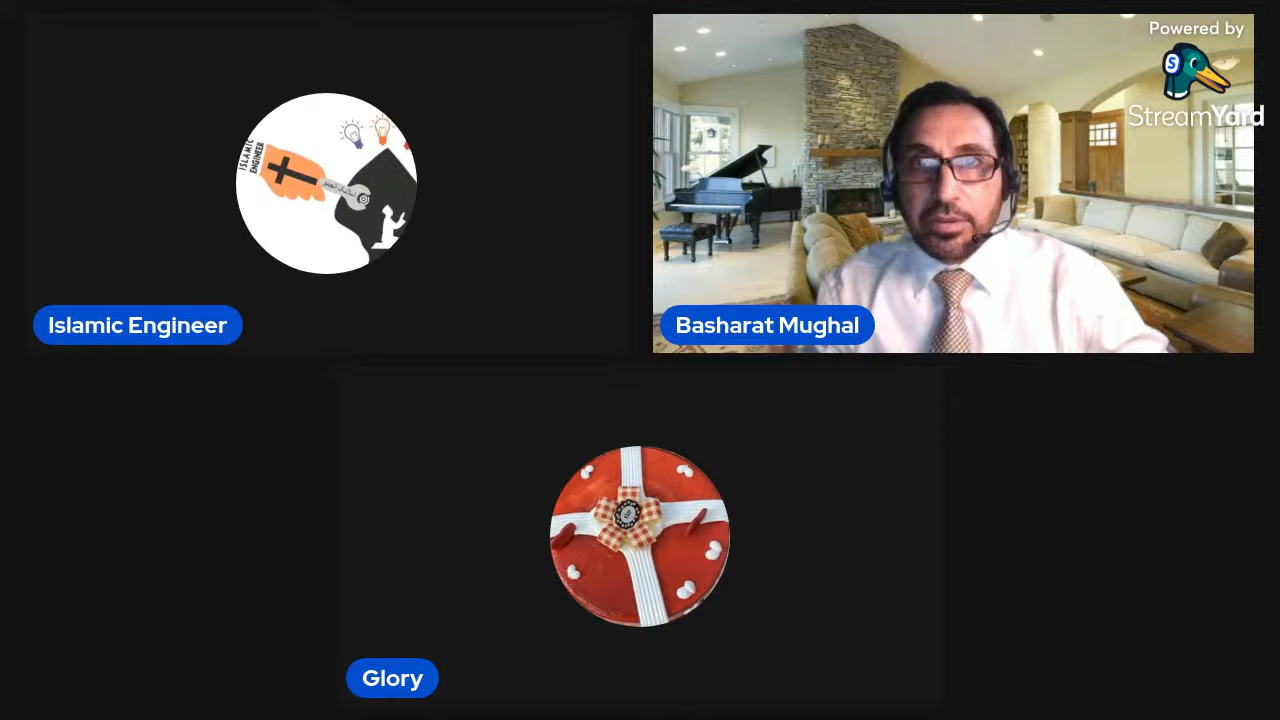 Powered by
S
StreamYard
ISLAMIC
ENGINEER
Islamic Engineer
Basharat Mughal
Glory